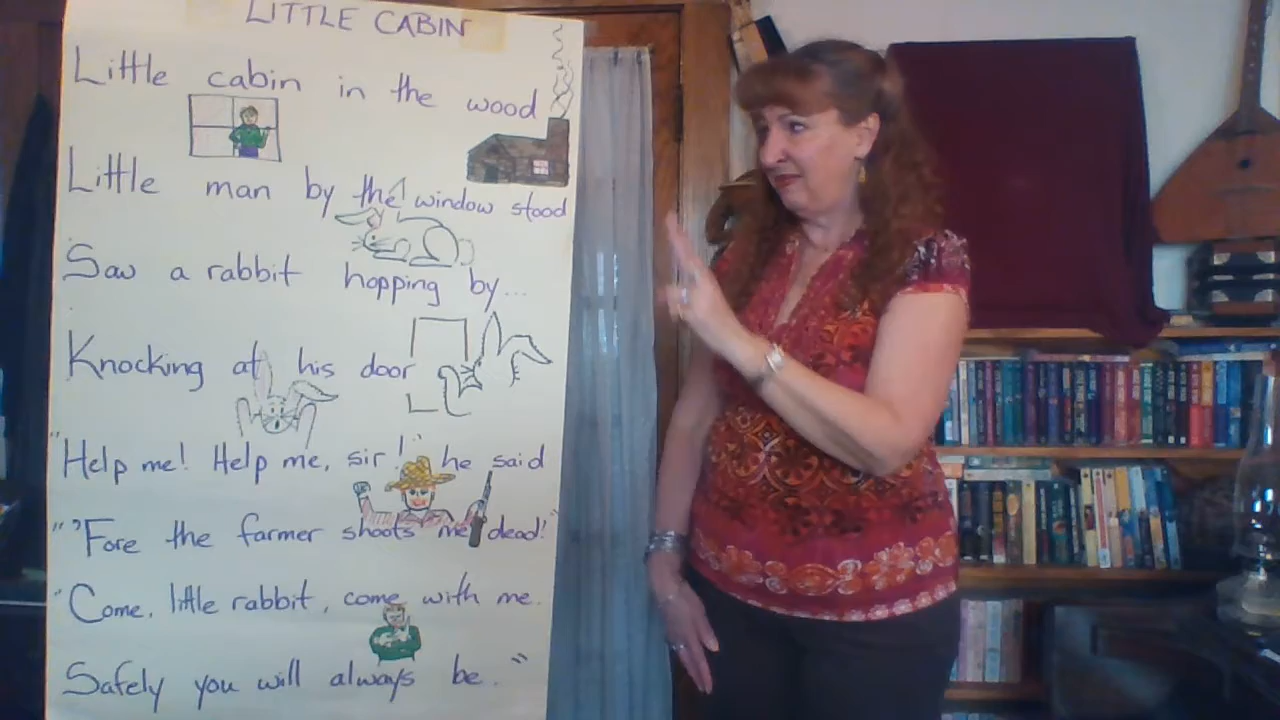 LITTLE CABIN
Little cabin in the wood
Little man by the window stood
Saw a rabbit hopping by...
Knocking at his door
"Help me! Help me, sir!" he said
"'Fore the farmer shoots me dead!"
"Come, little rabbit, come with me.
Safely you will always be."